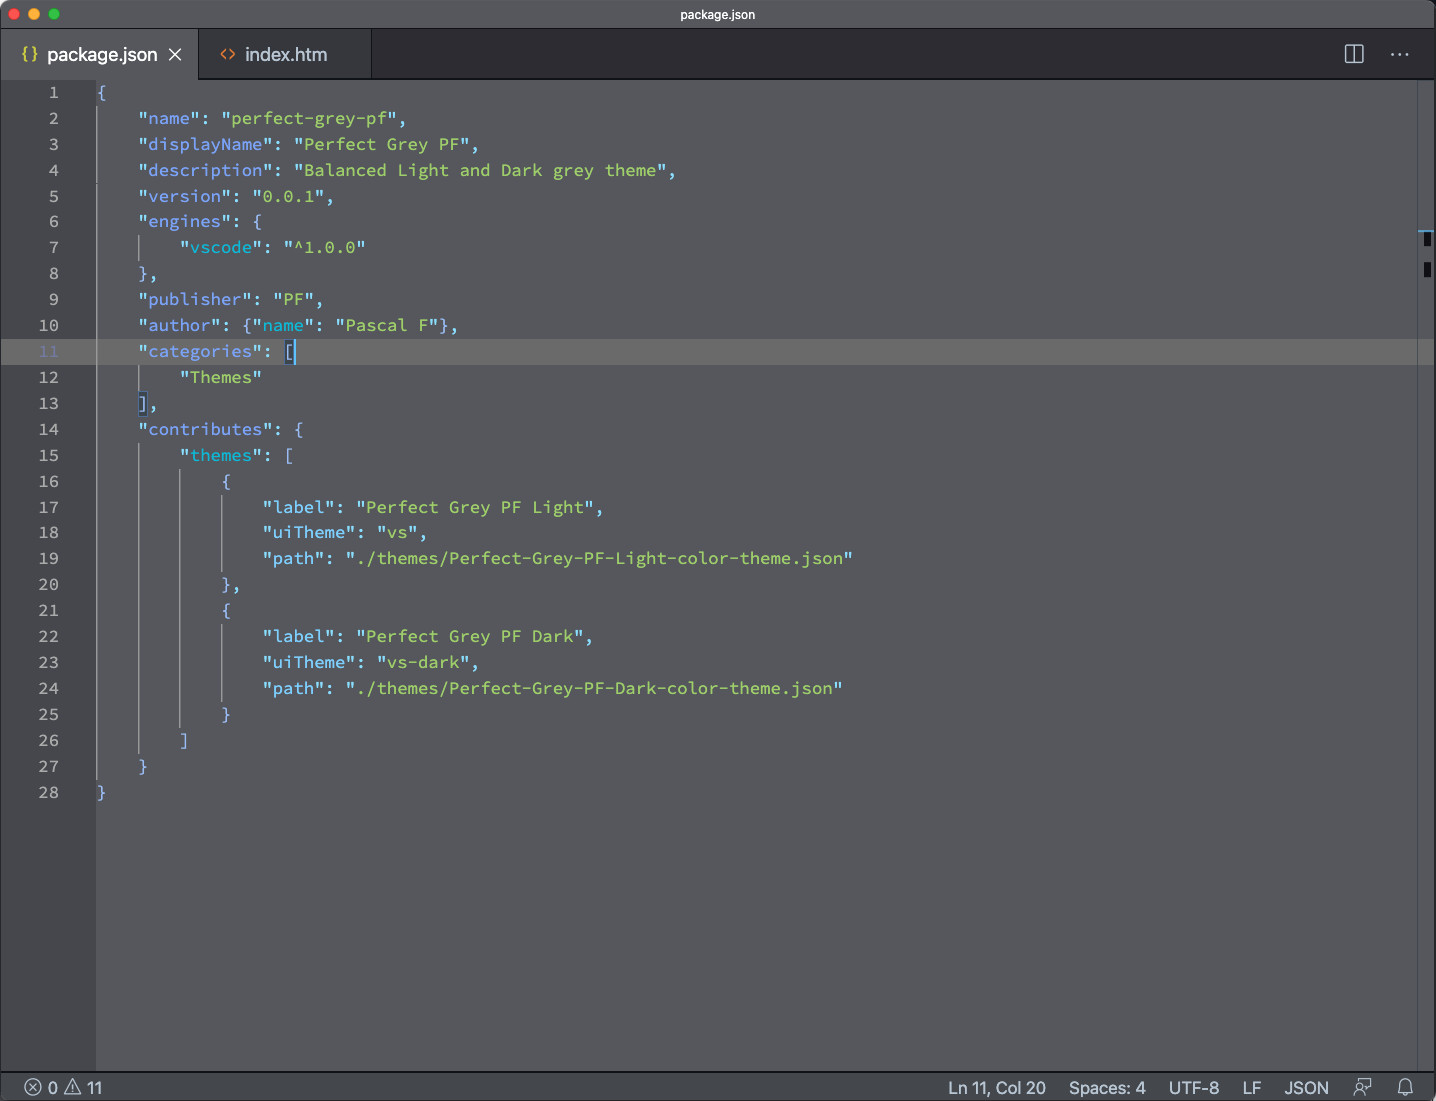 package.json
package.json
index.htm
1 {
2     "name": "perfect-grey-pf",
3     "displayName": "Perfect Grey PF",
4     "description": "Balanced Light and Dark grey theme",
5     "version": "0.0.1",
6     "engines": {
7         "vscode": "^1.0.0"
8     },
9     "publisher": "PF",
10     "author": {"name": "Pascal F"},
11     "categories": [
12         "Themes"
13     ],
14     "contributes": {
15         "themes": [
16             {
17                 "label": "Perfect Grey PF Light",
18                 "uiTheme": "vs",
19                 "path": "./themes/Perfect-Grey-PF-Light-color-theme.json"
20             },
21             {
22                 "label": "Perfect Grey PF Dark",
23                 "uiTheme": "vs-dark",
24                 "path": "./themes/Perfect-Grey-PF-Dark-color-theme.json"
25             }
26         ]
27     }
28 }
0 11 Ln 11, Col 20 Spaces: 4 UTF-8 LF JSON